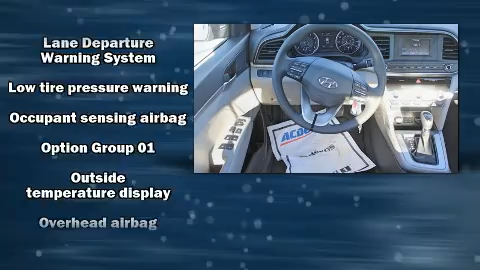 Lane Departure
Warning System
Low tire pressure warning
Occupant sensing airbag
Option Group 01
Outside
temperature display
Overhead airbag